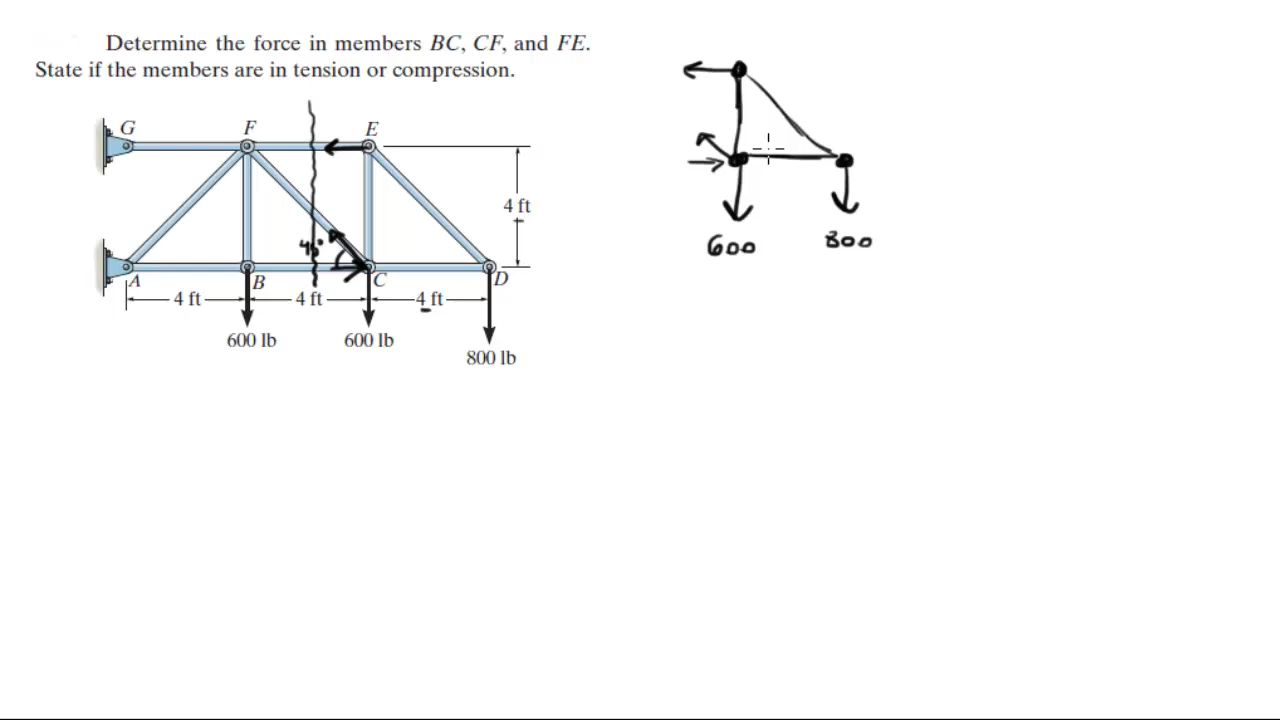 Determine the force in members BC, CF, and FE.
State if the members are in tension or compression.
G F E
4 ft
45°
A B C D
4 ft 4 ft 4 ft
600 lb 600 lb
800 lb
600 800